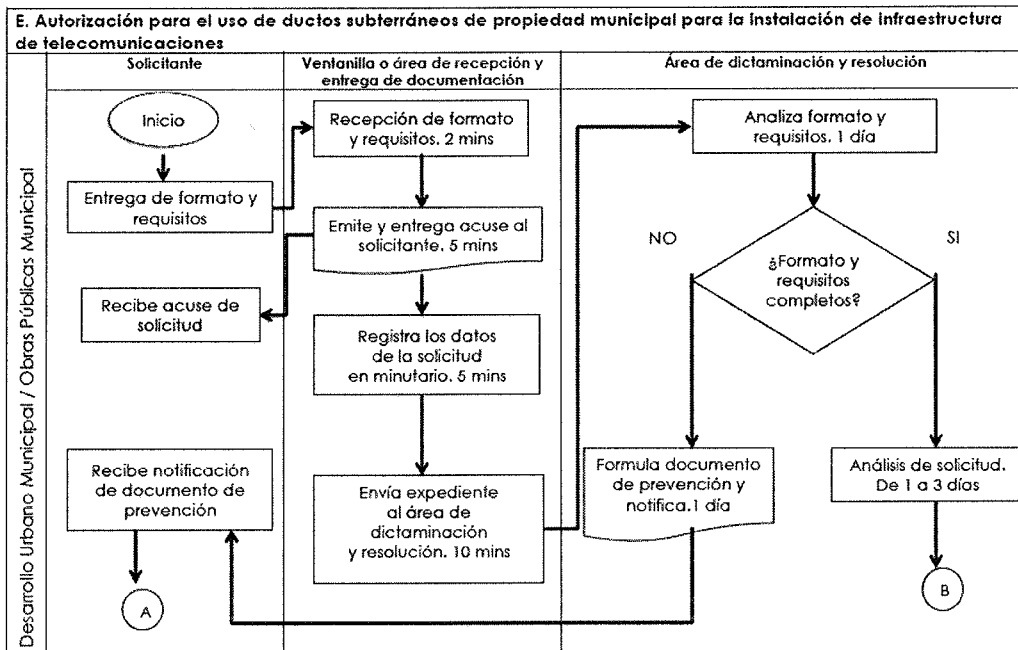 E. Autorización para el uso de ductos subterráneos de propiedad municipal para la instalación de infraestructura
de telecomunicaciones
Desarrollo Urbano Municipal / Obras Públicas Municipal
Solicitante
Ventanilla o área de recepción y
entrega de documentación
Área de dictaminación y resolución
Inicio
Entrega de formato y
requisitos
Recepción de formato
y requisitos. 2 mins
Emite y entrega acuse al
solicitante. 5 mins
Recibe acuse de
solicitud
Registra los datos
de la solicitud
en minutario. 5 mins
Envía expediente
al área de
dictaminación
y resolución. 10 mins
Analiza formato y
requisitos. 1 día
¿Formato y
requisitos
completos?
NO
SI
Formula documento
de prevención y
notifica.1 día
Análisis de solicitud.
De 1 a 3 días
Recibe notificación
de documento de
prevención
A
B